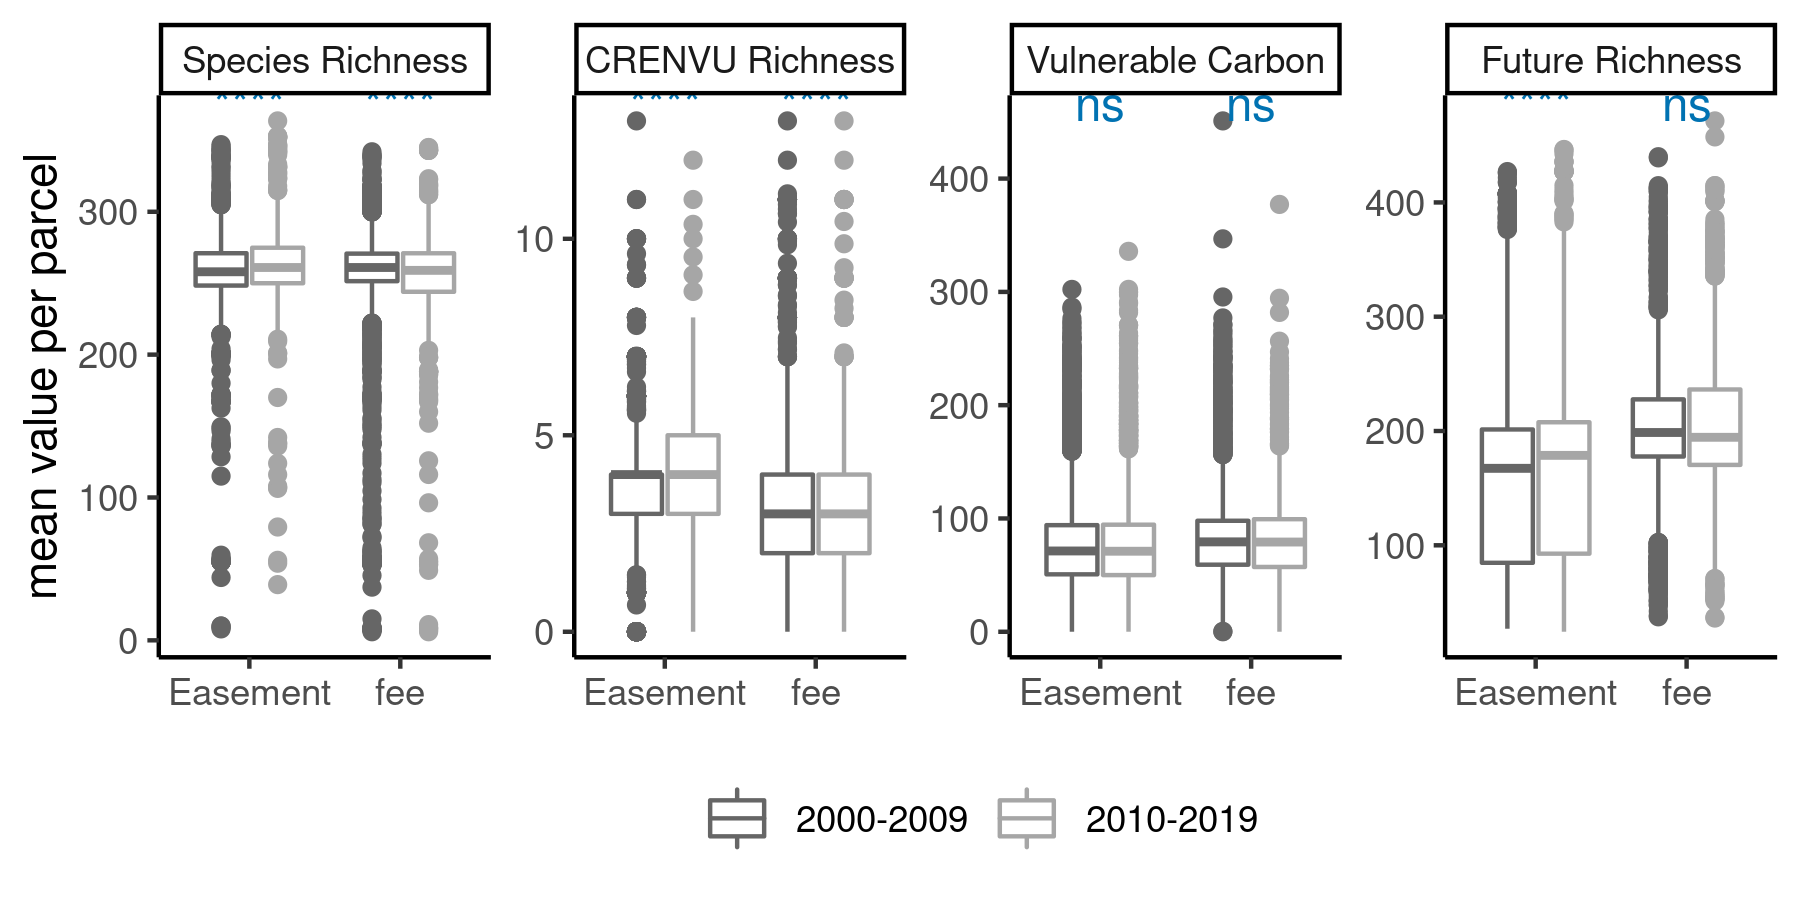 Species Richness
CRENVU Richness
Vulnerable Carbon
Future Richness
****
****
****
****
ns
ns
****
ns
mean value per parcel
300
200
100
0
10
5
0
400
300
200
100
0
400
300
200
100
Easement
fee
Easement
fee
Easement
fee
Easement
fee
2000-2009
2010-2019